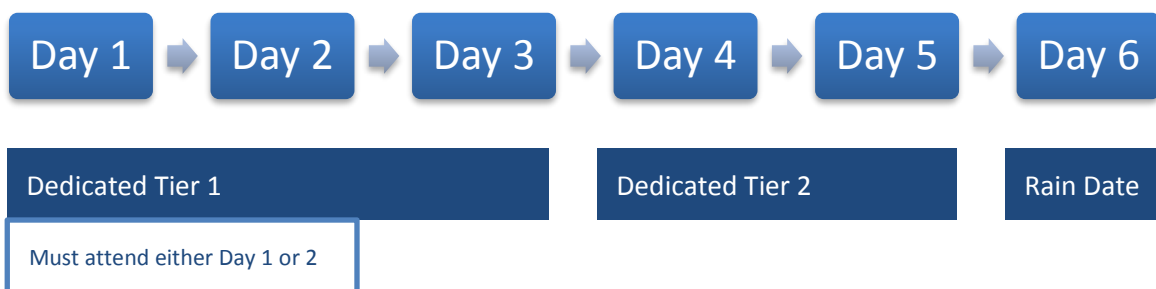 Day 1
Day 2
Day 3
Day 4
Day 5
Day 6
Dedicated Tier 1
Dedicated Tier 2
Rain Date
Must attend either Day 1 or 2